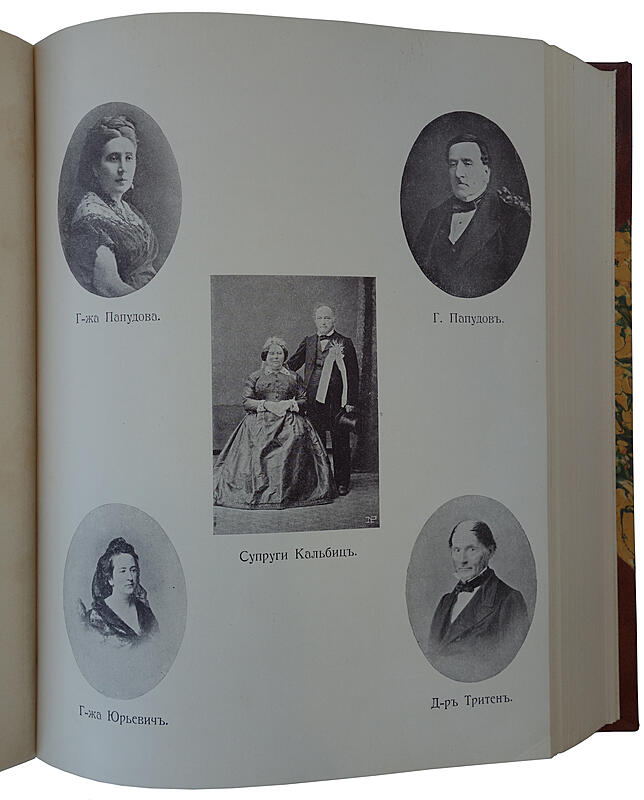 Г-жа Папудова.
Г. Папудовъ.
Супруги Кальбицъ.
Г-жа Юрьевичъ.
Д-ръ Тритенъ.